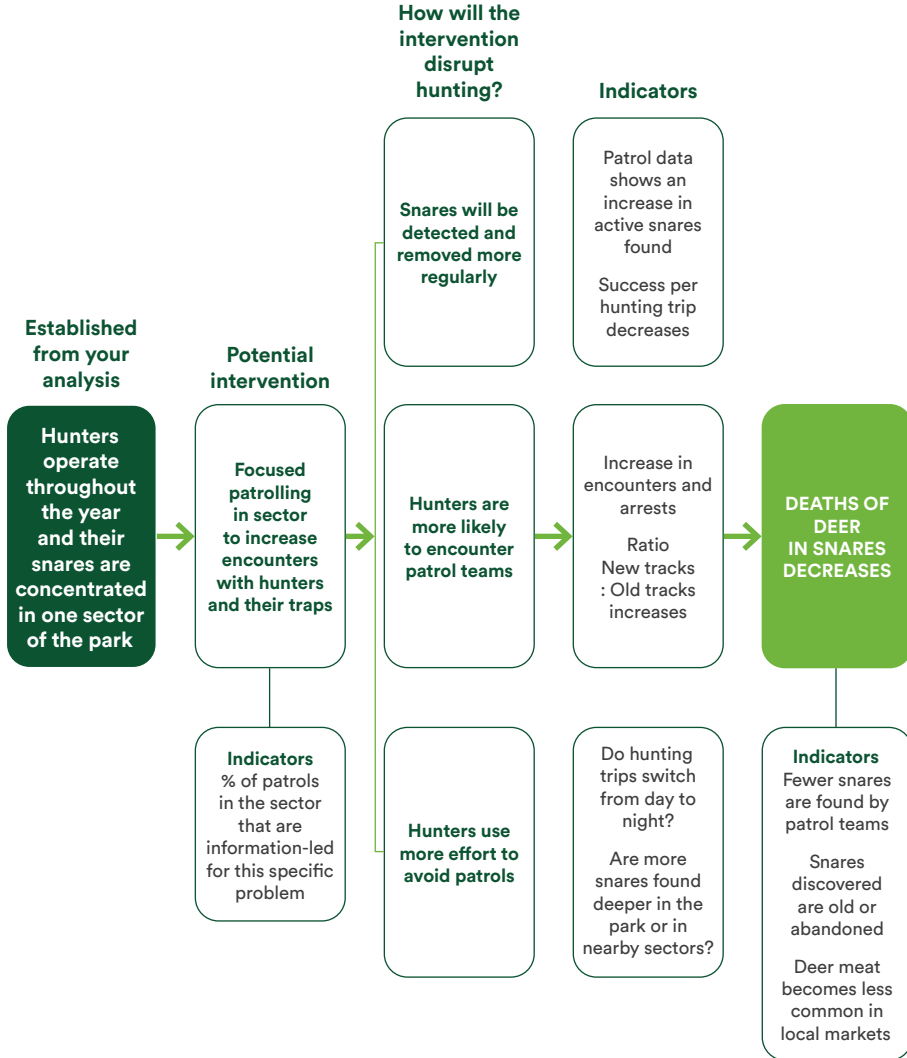 Established
from your
analysis
Hunters
operate
throughout
the year
and their
snares are
concentrated
in one sector
of the park
Potential
intervention
Focused
patrolling
in sector
to increase
encounters
with hunters
and their traps
Indicators
% of patrols
in the sector
that are
information-led
for this specific
problem
How will the
intervention
disrupt
hunting?
Snares will be
detected and
removed more
regularly
Hunters are
more likely
to encounter
patrol teams
Hunters use
more effort to
avoid patrols
Indicators
Patrol data
shows an
increase in
active snares
found
Success per
hunting trip
decreases
Increase in
encounters and
arrests
Ratio
New tracks
: Old tracks
increases
Do hunting
trips switch
from day to
night?
Are more
snares found
deeper in the
park or in
nearby sectors?
DEATHS OF
DEER
IN SNARES
DECREASES
Indicators
Fewer snares
are found by
patrol teams
Snares
discovered
are old or
abandoned
Deer meat
becomes less
common in
local markets